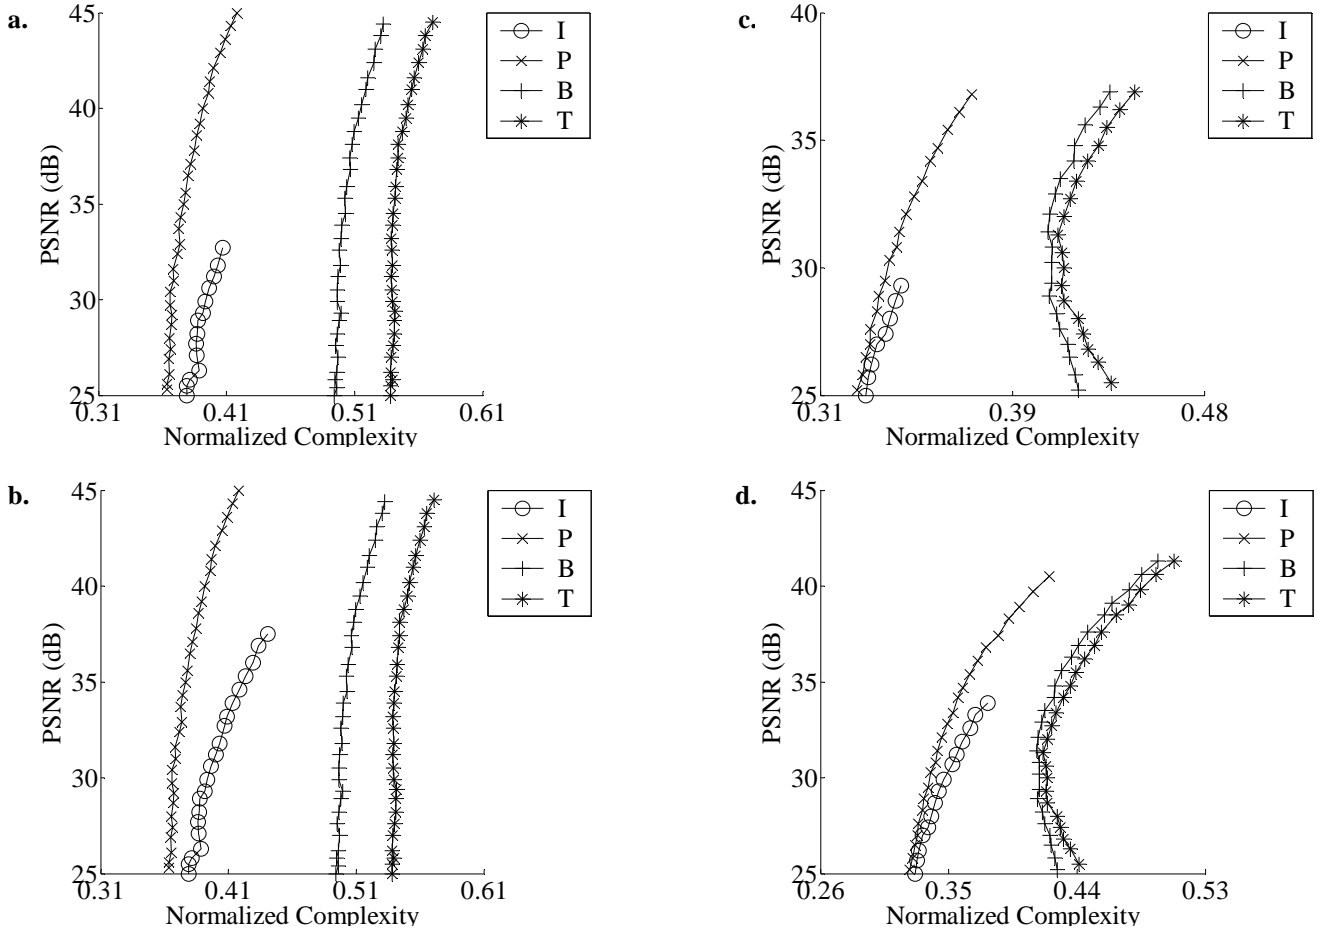 a.
45
40
35
30
25
PSNR (dB)
0.31
0.41
0.51
0.61
Normalized Complexity
I
P
B
T
c.
40
35
30
25
PSNR (dB)
0.31
0.39
0.48
Normalized Complexity
I
P
B
T
b.
45
40
35
30
25
PSNR (dB)
0.31
0.41
0.51
0.61
Normalized Complexity
I
P
B
T
d.
45
40
35
30
25
PSNR (dB)
0.26
0.35
0.44
0.53
Normalized Complexity
I
P
B
T